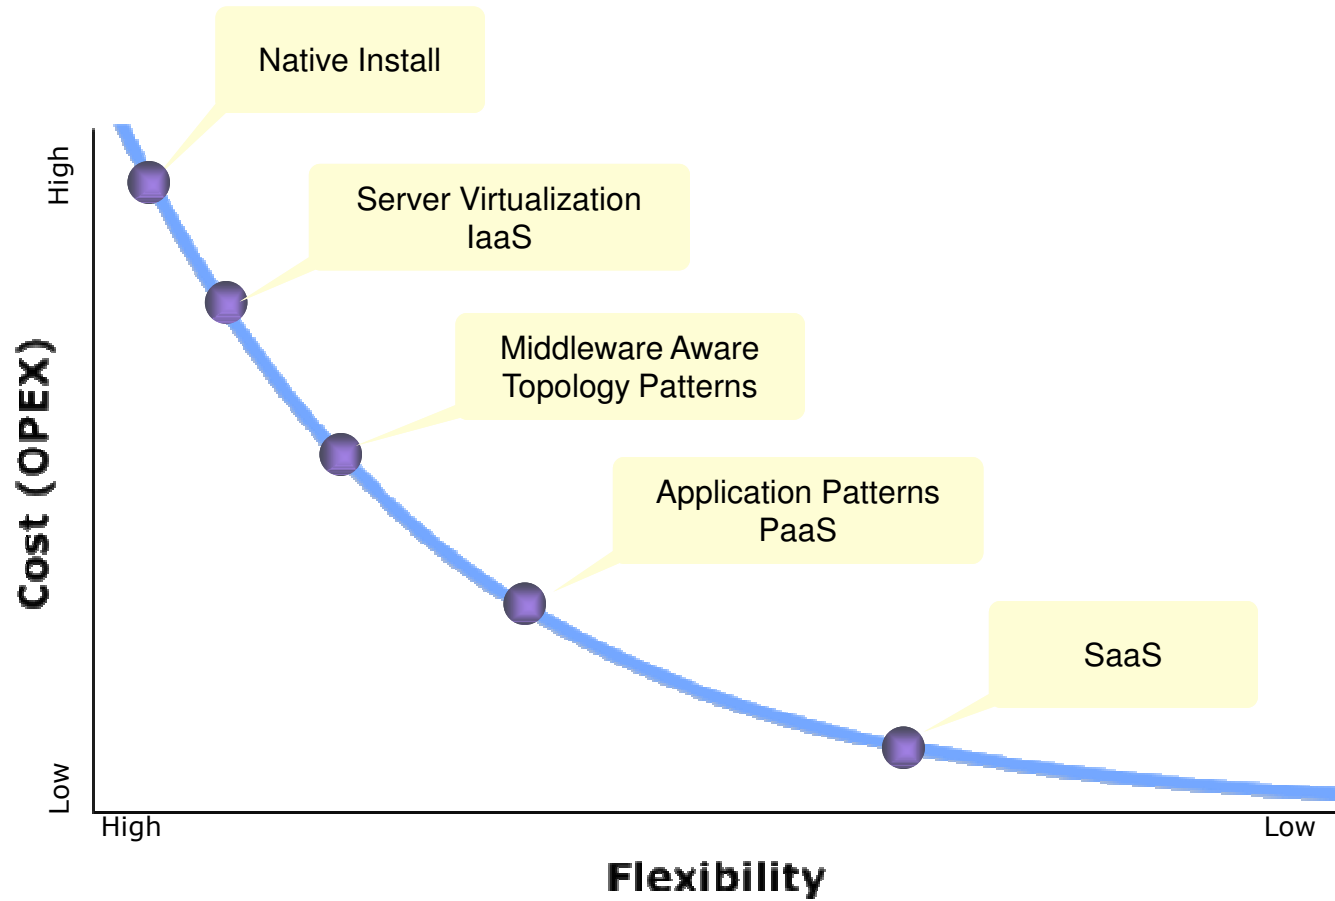 Native Install
High
Server Virtualization
IaaS
Middleware Aware
Topology Patterns
Cost (OPEX)
Application Patterns
PaaS
SaaS
Low
High
Low
Flexibility